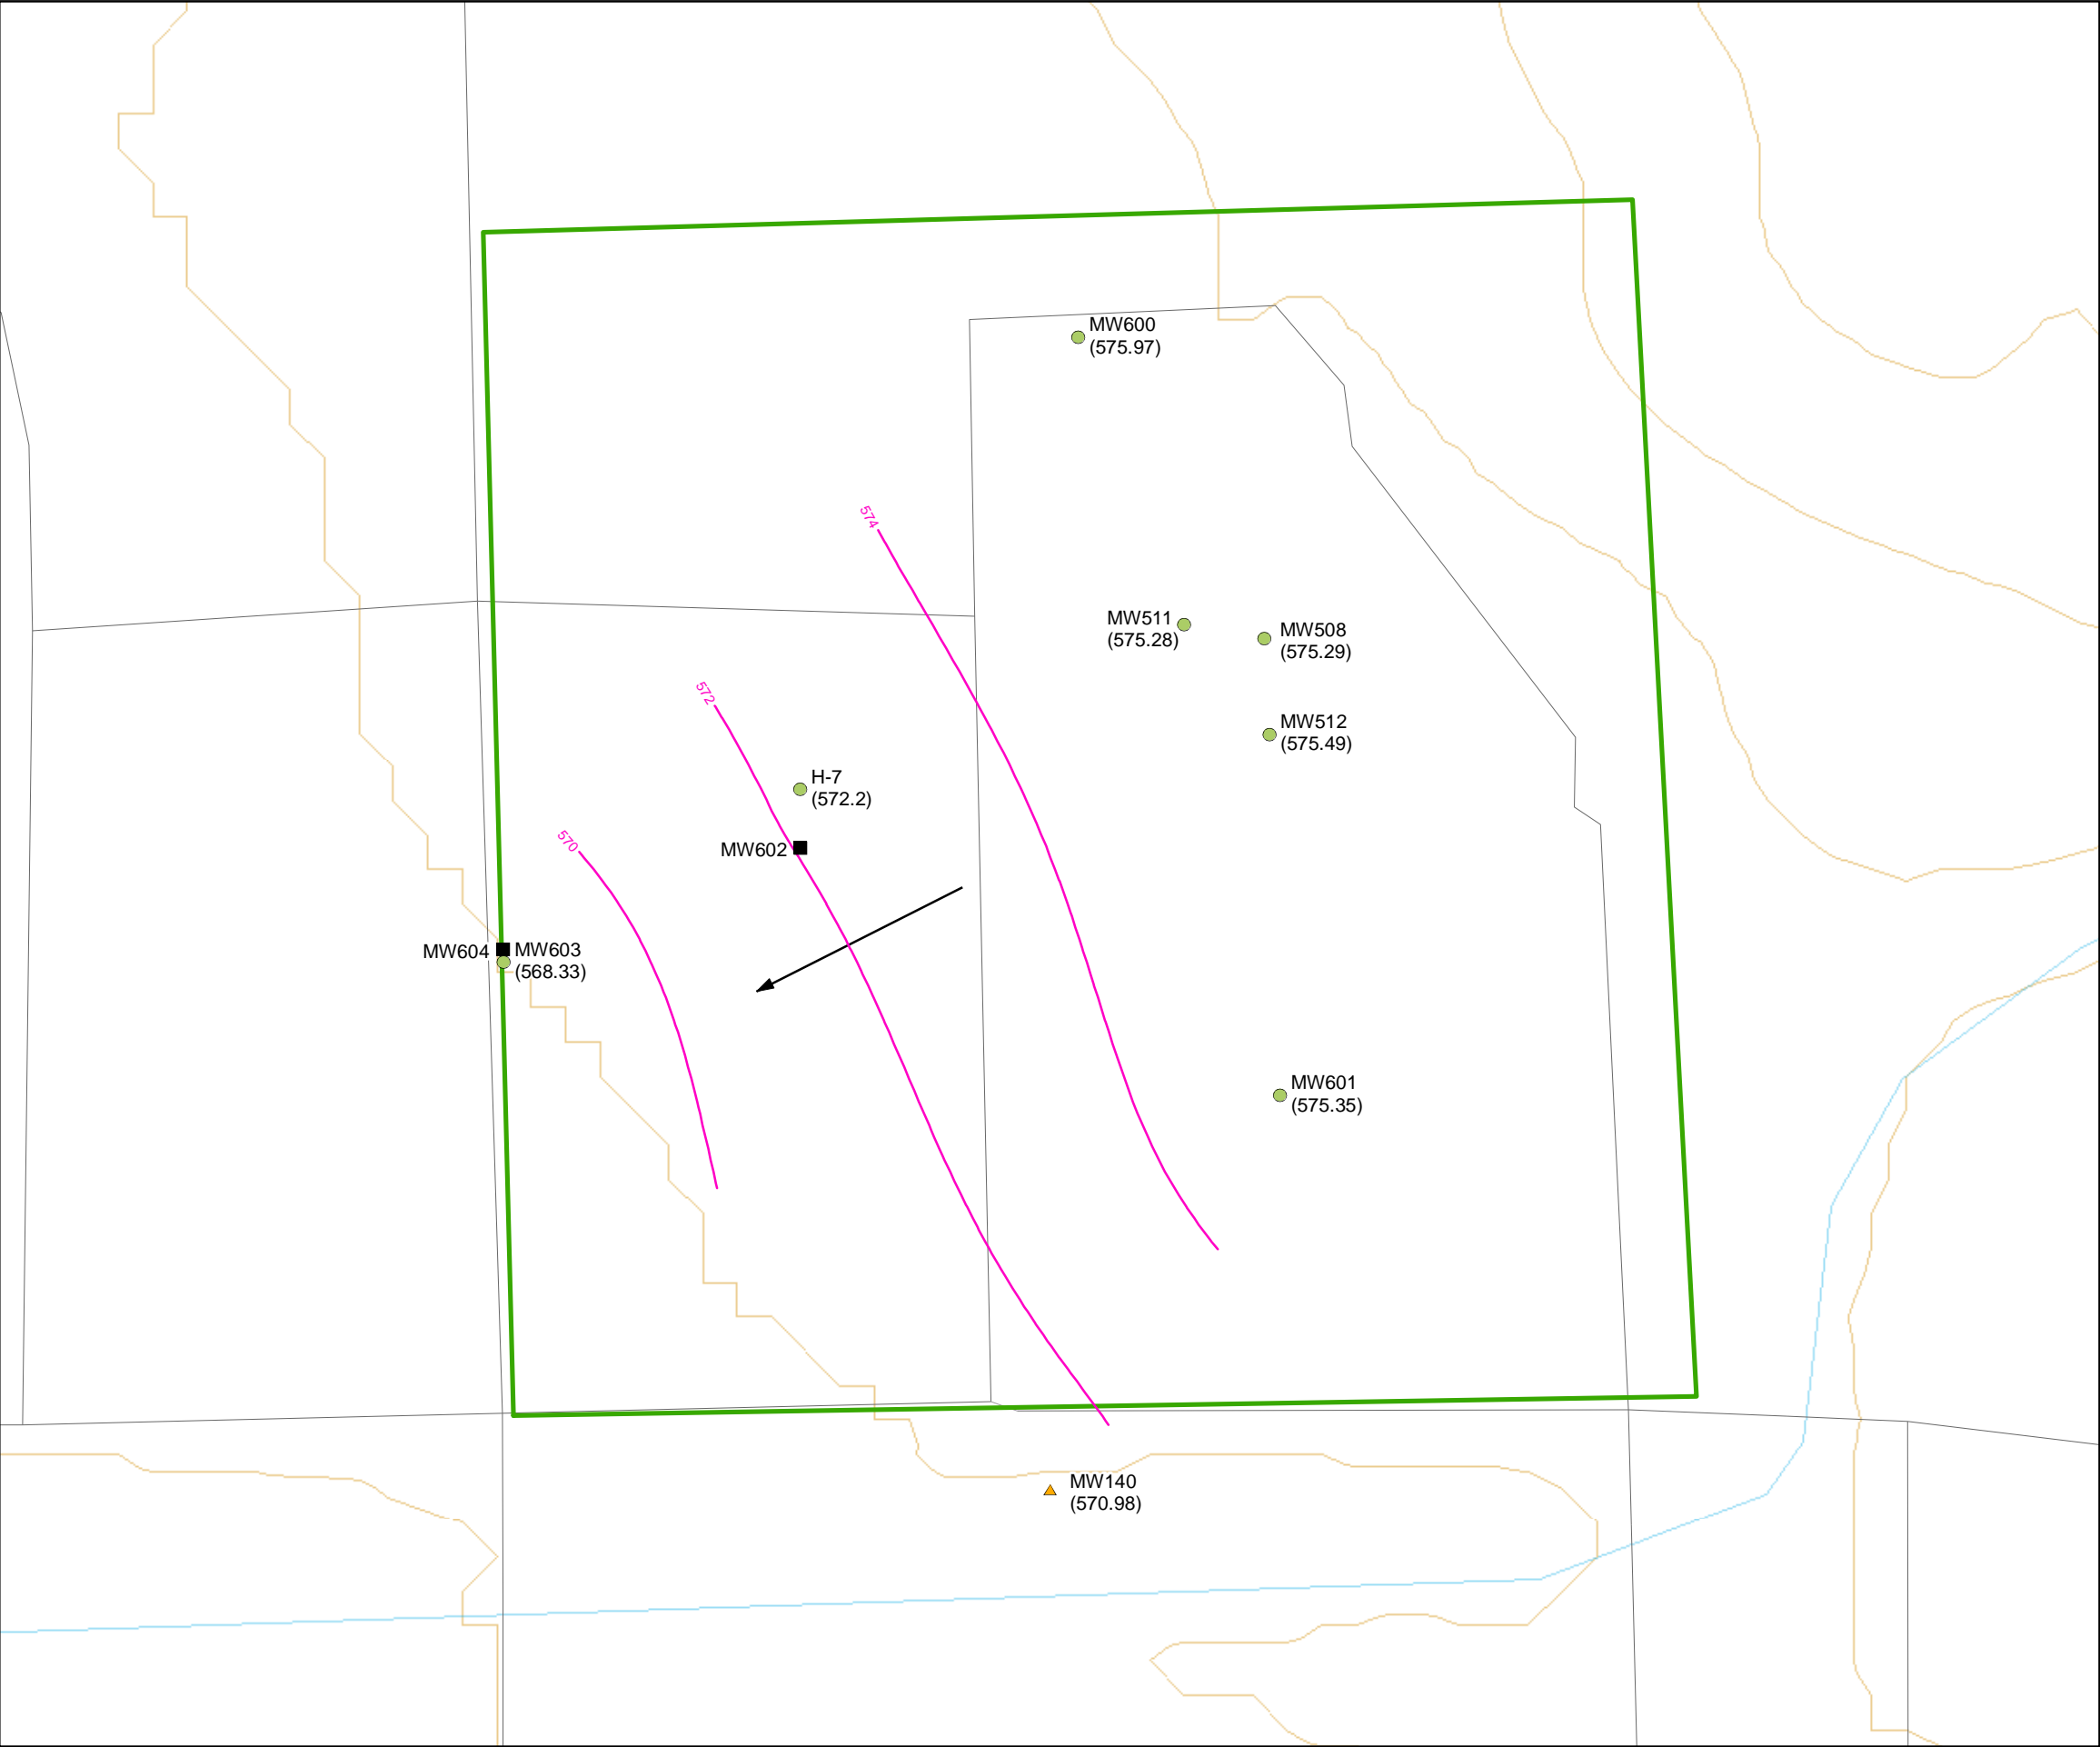 MW600
(575.97)
574
MW511
(575.28)
MW508
(575.29)
572
MW512
(575.49)
H-7
(572.2)
570
MW602
MW604
MW603
(568.33)
MW601
(575.35)
MW140
(570.98)